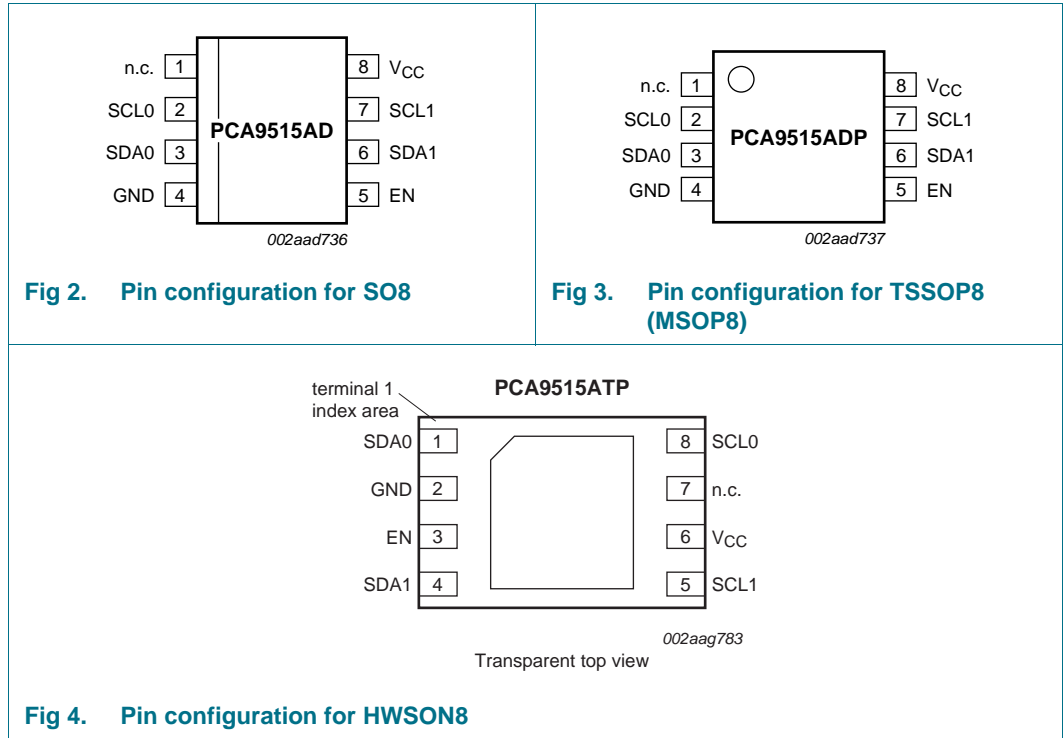 n.c. 1 8 VCC
SCL0 2 7 SCL1
PCA9515AD
SDA0 3 6 SDA1
GND 4 5 EN
002aad736
Fig 2. Pin configuration for SO8
n.c. 1 8 VCC
SCL0 2 7 SCL1
PCA9515ADP
SDA0 3 6 SDA1
GND 4 5 EN
002aad737
Fig 3. Pin configuration for TSSOP8
(MSOP8)
PCA9515ATP
terminal 1
index area
SDA0 1 8 SCL0
GND 2 7 n.c.
EN 3 6 VCC
SDA1 4 5 SCL1
002aag783
Transparent top view
Fig 4. Pin configuration for HWSON8